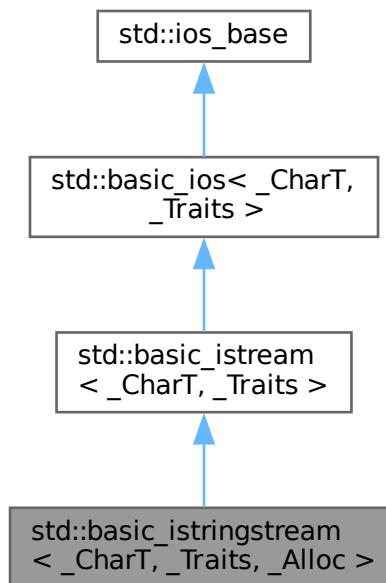 std::ios_base
std::basic_ios< _CharT,
_Traits >
std::basic_istream
< _CharT, _Traits >
std::basic_istringstream
< _CharT, _Traits, _Alloc >